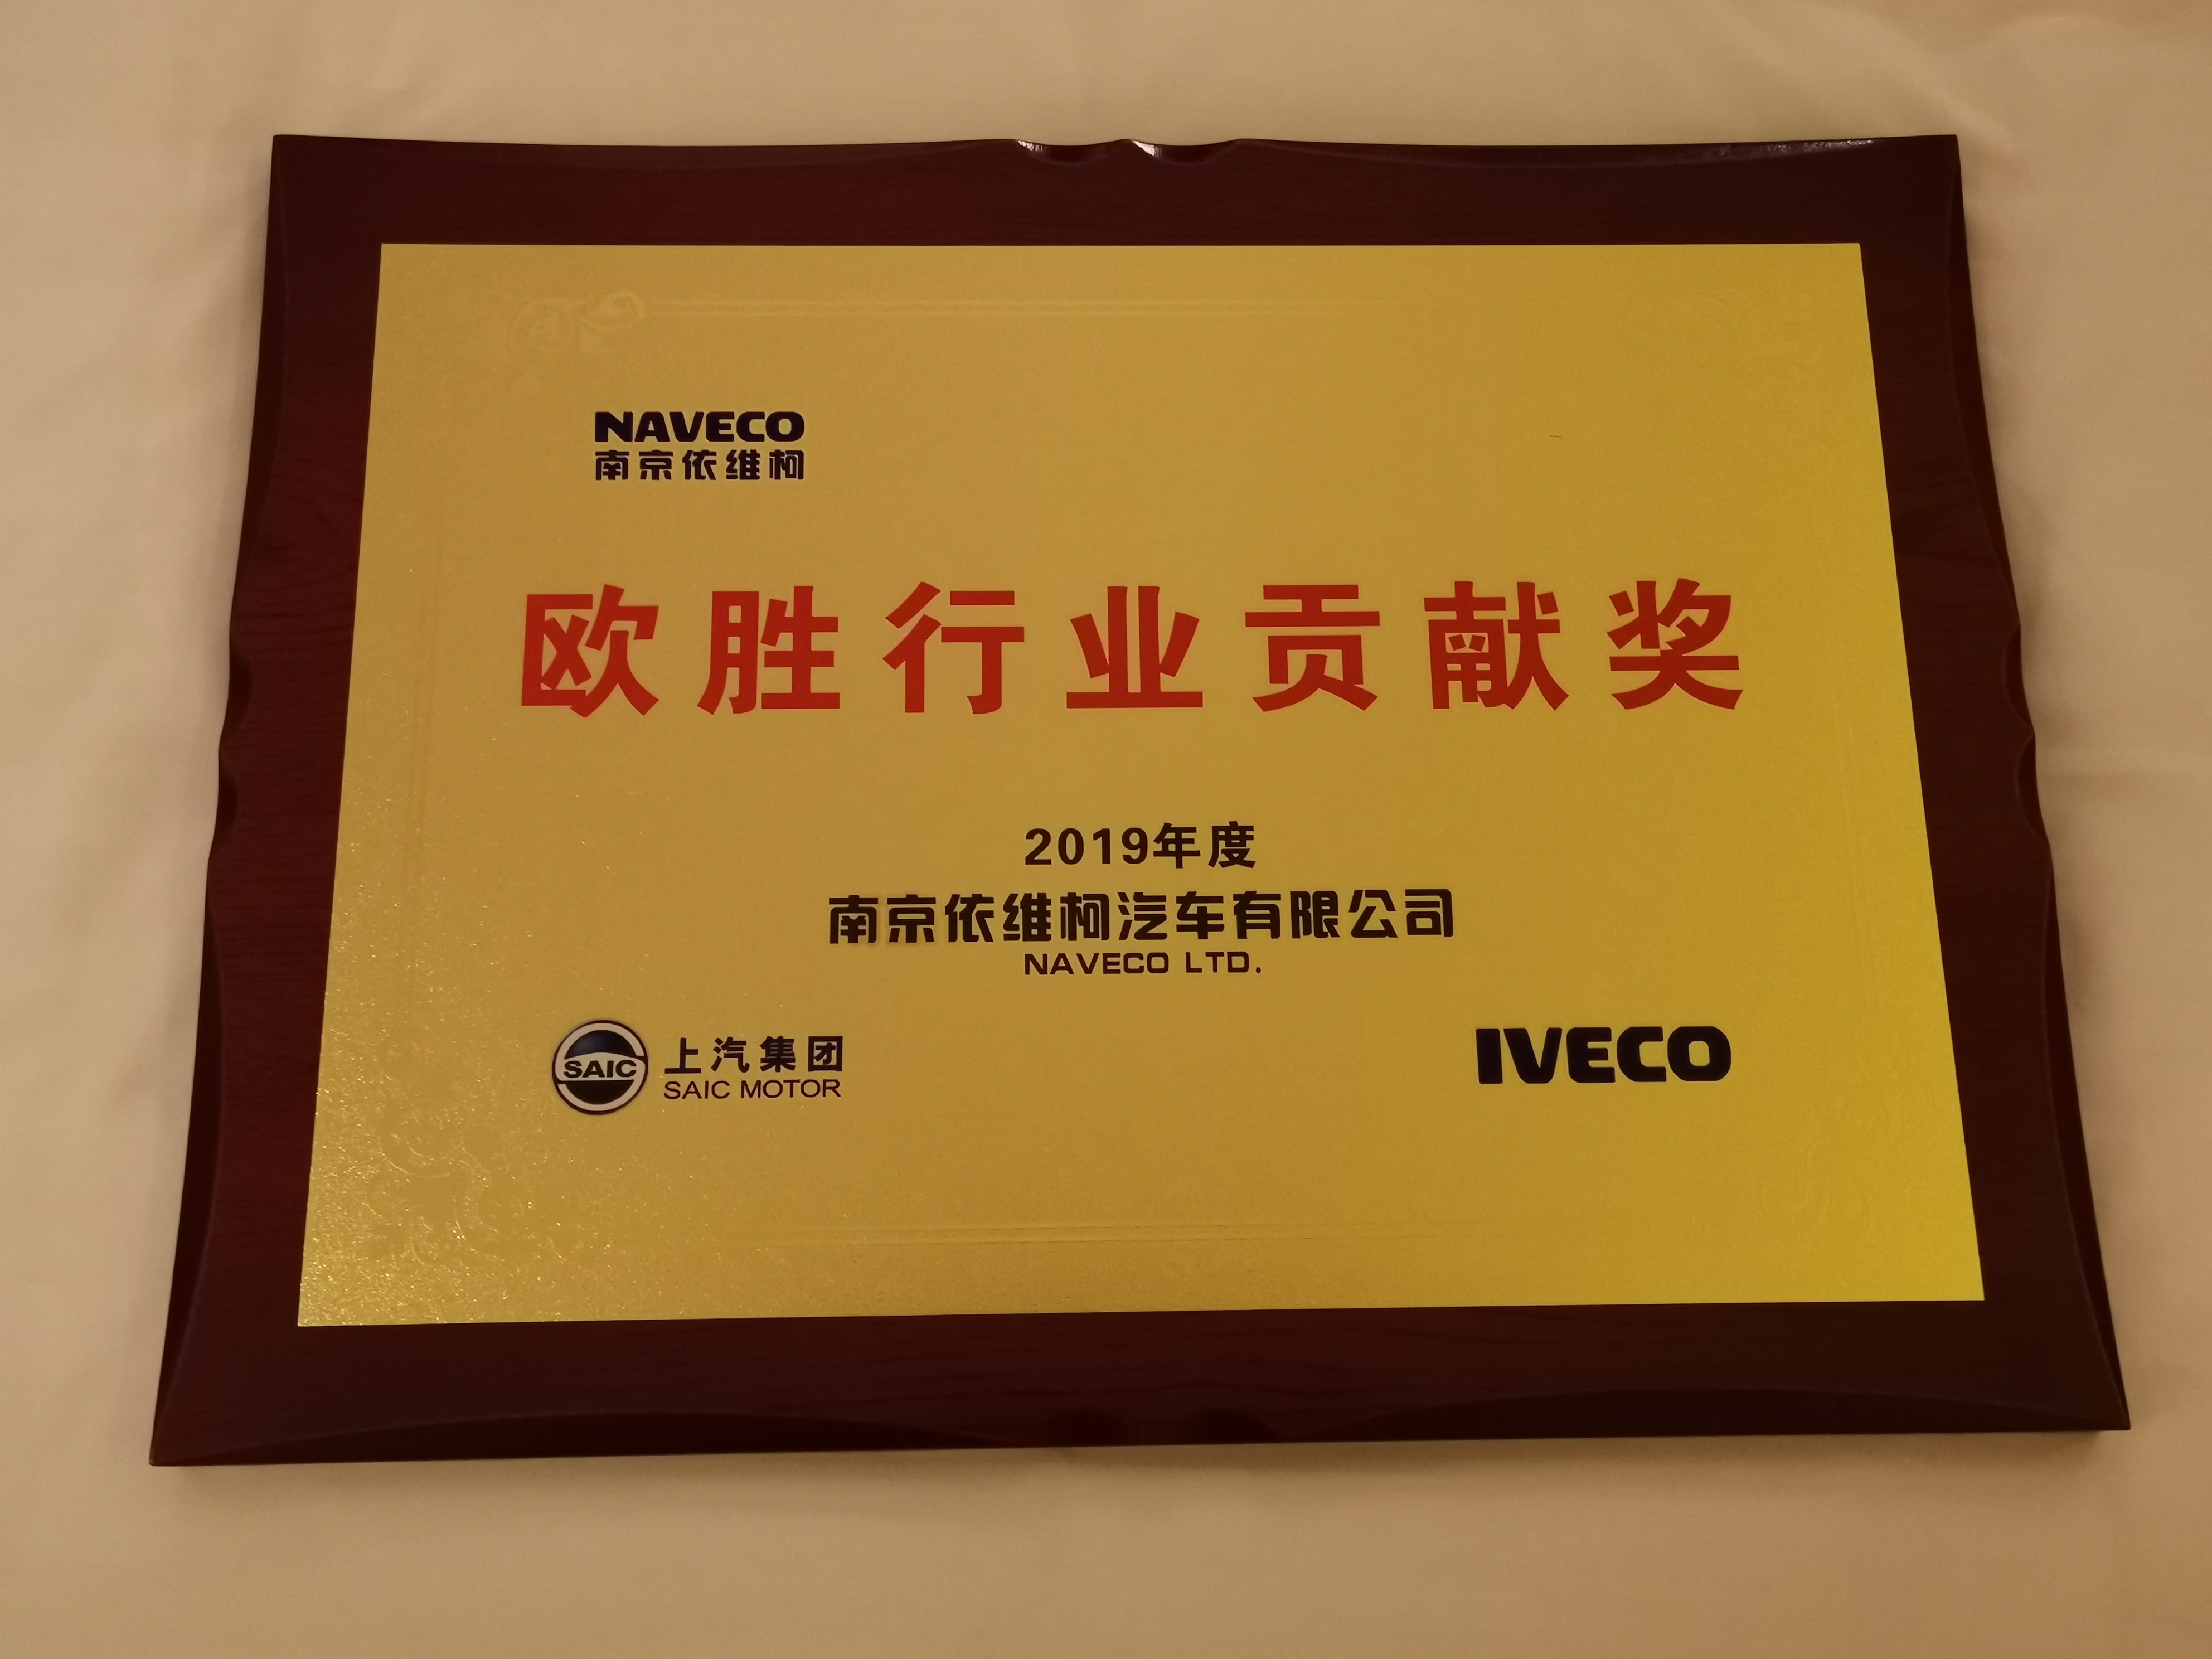 NAVECO
南京依维柯
欧胜行业贡献奖
2019年度
南京依维柯汽车有限公司
NAVECO LTD.
SAIC 上汽集团
SAIC MOTOR
IVECO